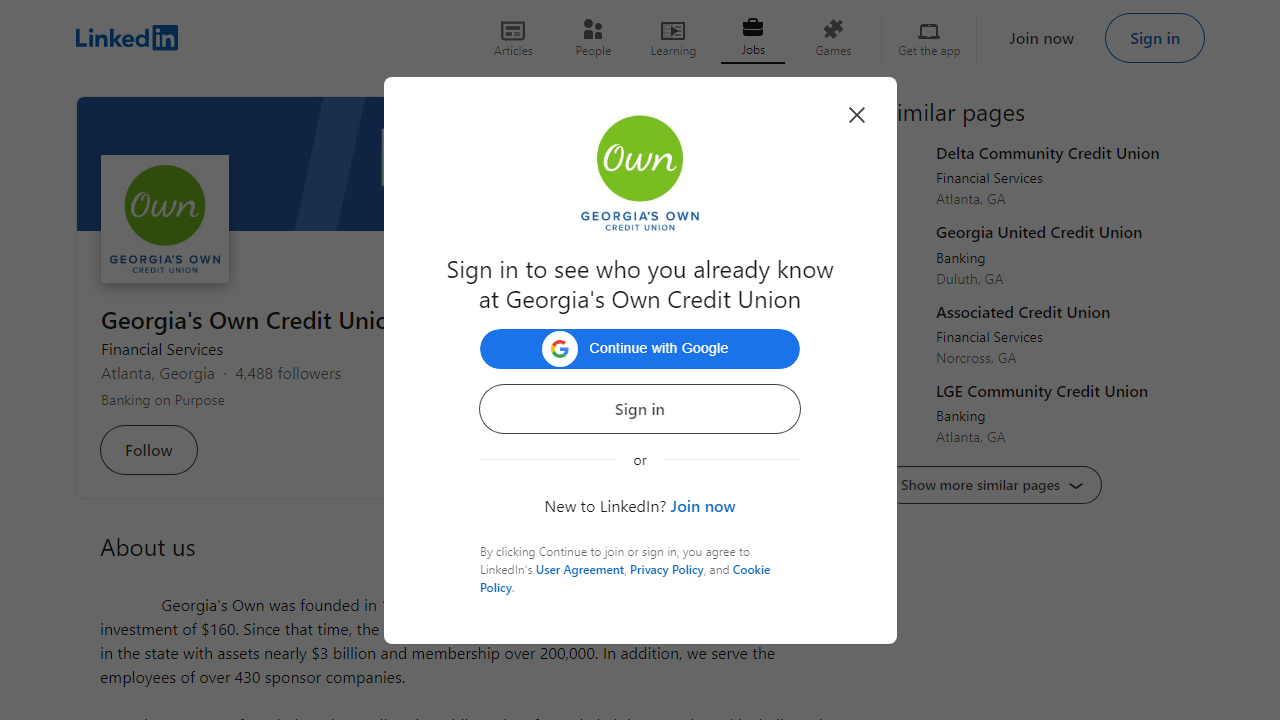 LinkedIn
Articles
People
Learning
Jobs
Games
Get the app
Join now
Sign in
Own
GEORGIA'S OWN
CREDIT UNION
Georgia's Own Credit
Financial Services
Atlanta, Georgia · 4,488 followers
Banking on Purpose
Follow
About us
Georgia's Own was founded in
investment of $160. Since that time, the
in the state with assets nearly $3 billion and membership over 200,000. In addition, we serve the
employees of over 430 sponsor companies.
Own
GEORGIA'S OWN
CREDIT UNION
Sign in to see who you already know
at Georgia's Own Credit Union
Continue with Google
Sign in
or
New to LinkedIn? Join now
By clicking Continue to join or sign in, you agree to
LinkedIn's User Agreement, Privacy Policy, and Cookie
Policy.
pages
Delta Community Credit Union
Financial Services
Atlanta, GA
Georgia United Credit Union
Banking
Duluth, GA
Associated Credit Union
Financial Services
Norcross, GA
LGE Community Credit Union
Banking
Atlanta, GA
Show more similar pages